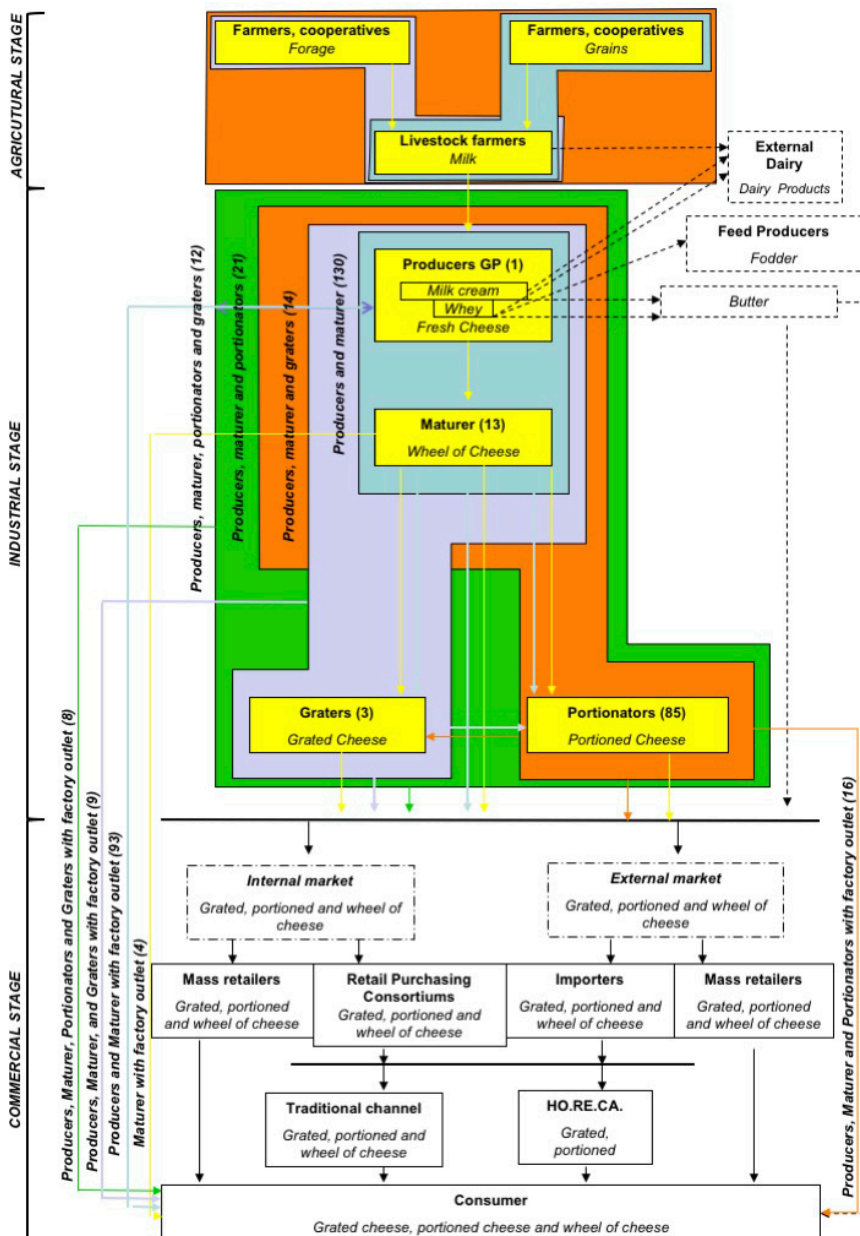 AGRICUTURAL STAGE
Farmers, cooperatives
Forage
Farmers, cooperatives
Grains
Livestock farmers
Milk
External
Dairy
Dairy Products
Feed Producers
Fodder
Butter
INDUSTRIAL STAGE
Producers, maturer, portionators and graters (12)
Producers, maturer and portionators (21)
Producers, maturer and graters (14)
Producers and maturer (130)
Producers GP (1)
Milk cream
Whey
Fresh Cheese
Maturer (13)
Wheel of Cheese
Graters (3)
Grated Cheese
Portionators (85)
Portioned Cheese
COMMERCIAL STAGE
Producers, Maturer, Portionators and Graters with factory outlet (8)
Producers, Maturer, and Graters with factory outlet (9)
Producers and Maturer with factory outlet (93)
Maturer with factory outlet (4)
Producers, Maturer and Portionators with factory outlet (16)
Internal market
Grated, portioned and wheel of
cheese
External market
Grated, portioned and wheel of
cheese
Mass retailers
Grated, portioned
and wheel of cheese
Retail Purchasing
Consortiums
Grated, portioned and
wheel of cheese
Importers
Grated, portioned and
wheel of cheese
Mass retailers
Grated, portioned
and wheel of cheese
Traditional channel
Grated, portioned and
wheel of cheese
HO.RE.CA.
Grated,
portioned
Consumer
Grated cheese, portioned cheese and wheel of cheese